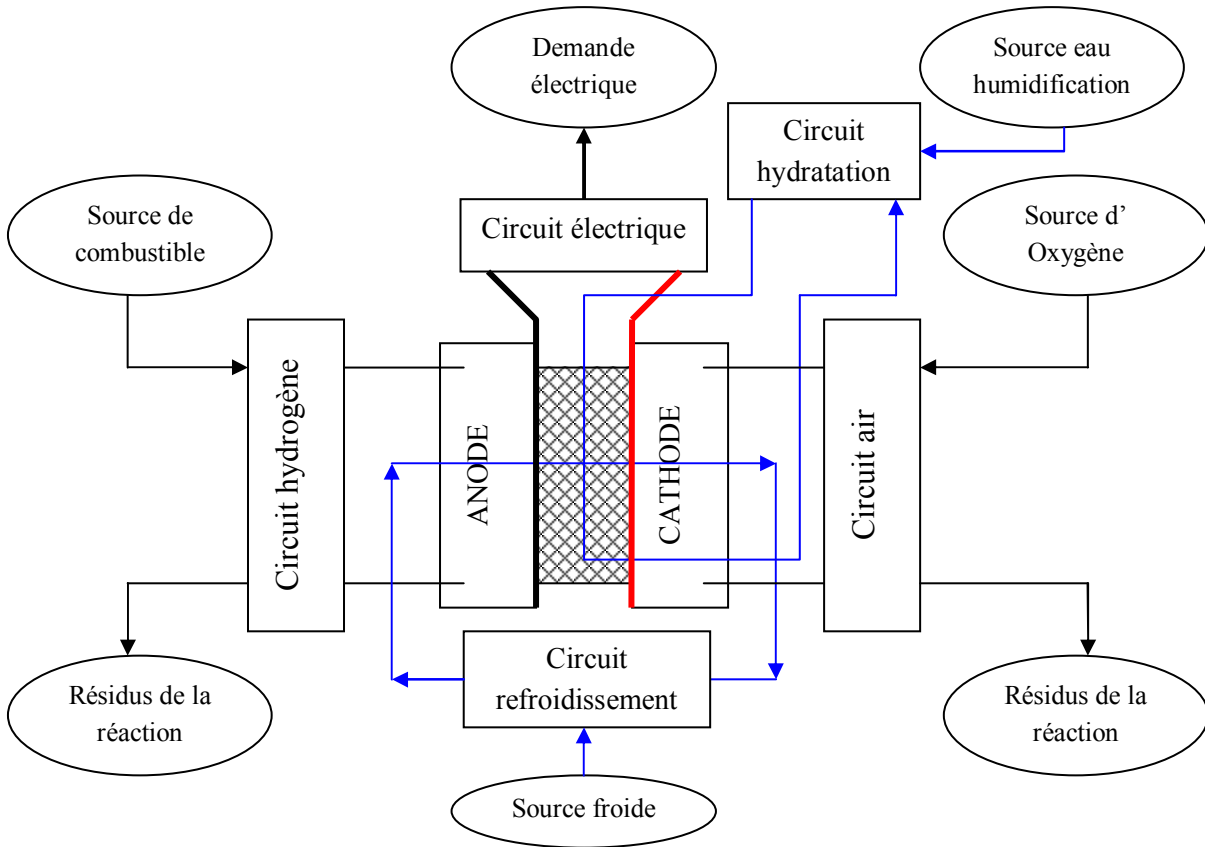 Demande
électrique
Source eau
humidification
Circuit
hydratation
Source de
combustible
Circuit électrique
Source d’
Oxygène
Circuit hydrogène
ANODE
CATHODE
Circuit air
Circuit
refroidissement
Résidus de la
réaction
Résidus de la
réaction
Source froide